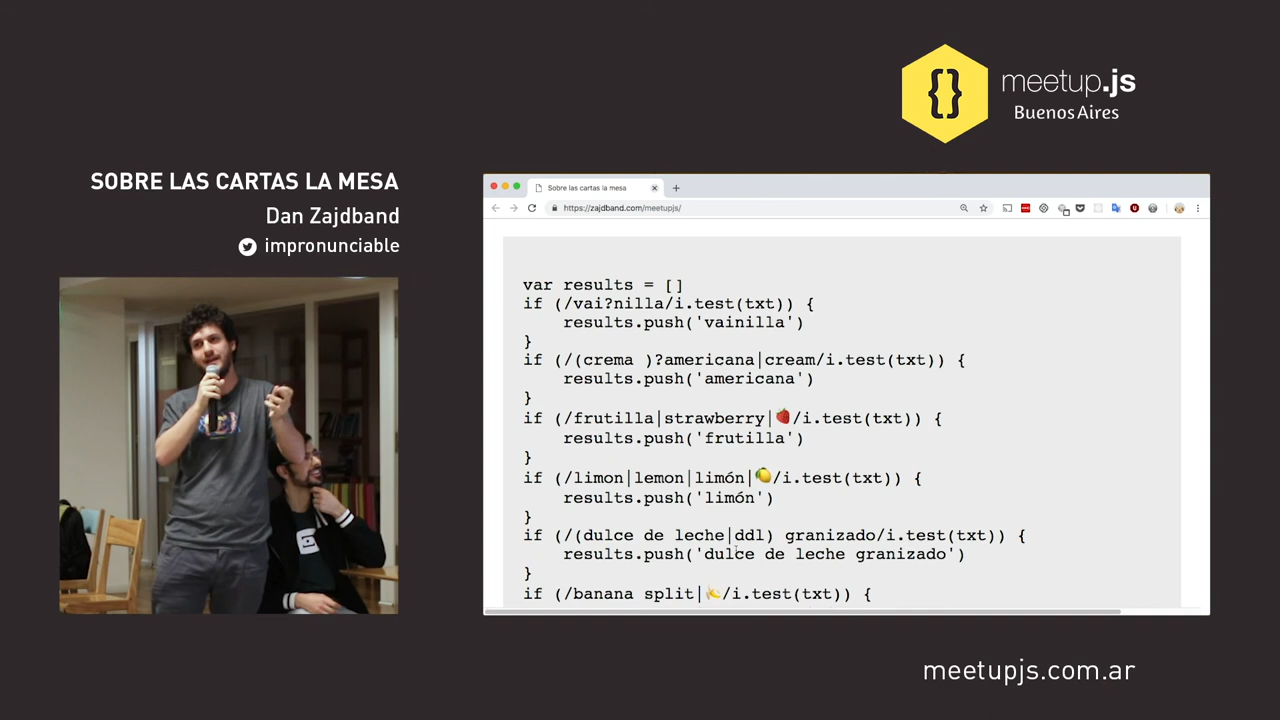 meetup.js
Buenos Aires
SOBRE LAS CARTAS LA MESA
Dan Zajdband
impronunciable
Sobre las cartas la mesa
https://zajdband.com/meetupjs/
var results = []
if (/vai?nilla/i.test(txt)) {
    results.push('vainilla')
}
if (/(crema )?americana|cream/i.test(txt)) {
    results.push('americana')
}
if (/frutilla|strawberry|🍓/i.test(txt)) {
    results.push('frutilla')
}
if (/limon|lemon|limón|🍋/i.test(txt)) {
    results.push('limón')
}
if (/(dulce de leche|ddl) granizado/i.test(txt)) {
    results.push('dulce de leche granizado')
}
if (/banana split|🍌/i.test(txt)) {
meetupjs.com.ar